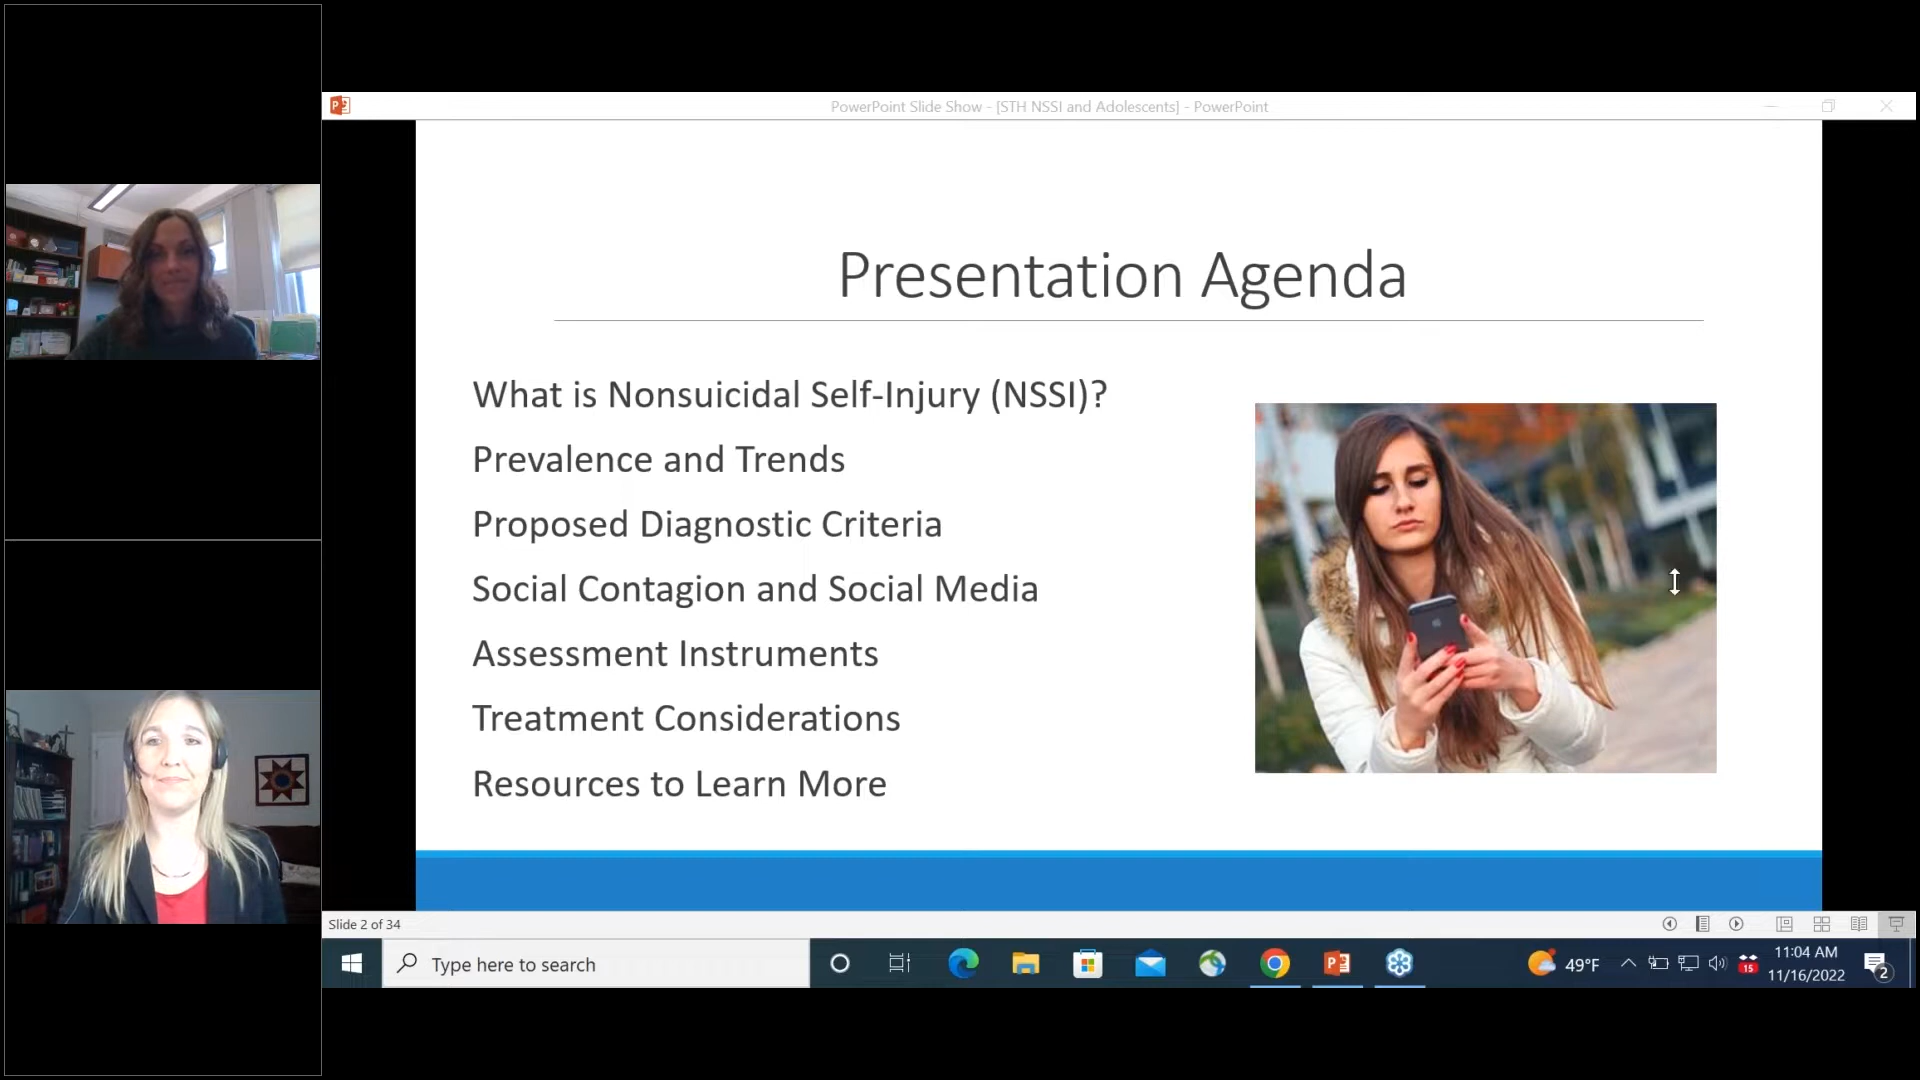 PowerPoint Slide Show - [STH NSSI and Adolescents] - PowerPoint
Presentation Agenda
What is Nonsuicidal Self-Injury (NSSI)?
Prevalence and Trends
Proposed Diagnostic Criteria
Social Contagion and Social Media
Assessment Instruments
Treatment Considerations
Resources to Learn More
Slide 2 of 34
Type here to search
49°F
15
11:04 AM
11/16/2022
2